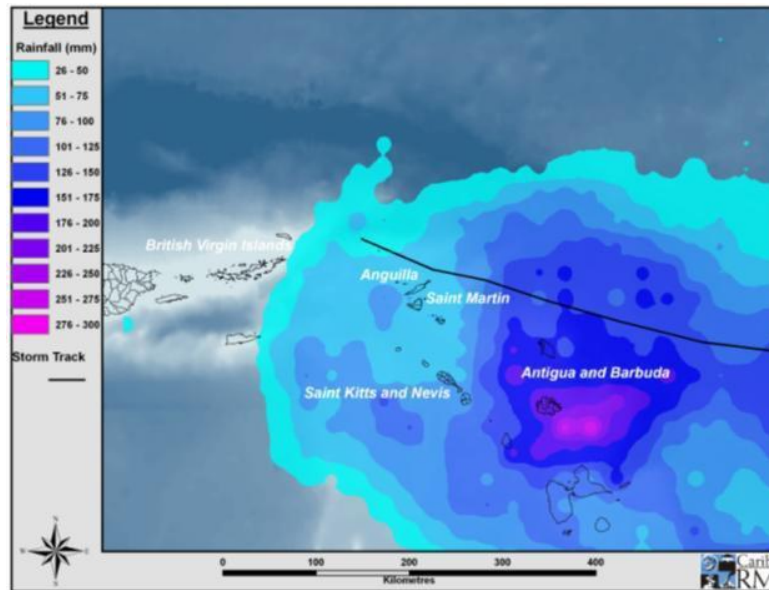 Legend
Rainfall (mm)
26 - 50
51 - 75
76 - 100
101 - 125
126 - 150
151 - 175
176 - 200
201 - 225
226 - 250
251 - 275
276 - 300
Storm Track
British Virgin Islands
Anguilla
Saint Martin
Antigua and Barbuda
Saint Kitts and Nevis
N
W
E
S
0 100 200 300 400
Kilometres
Carib
RM